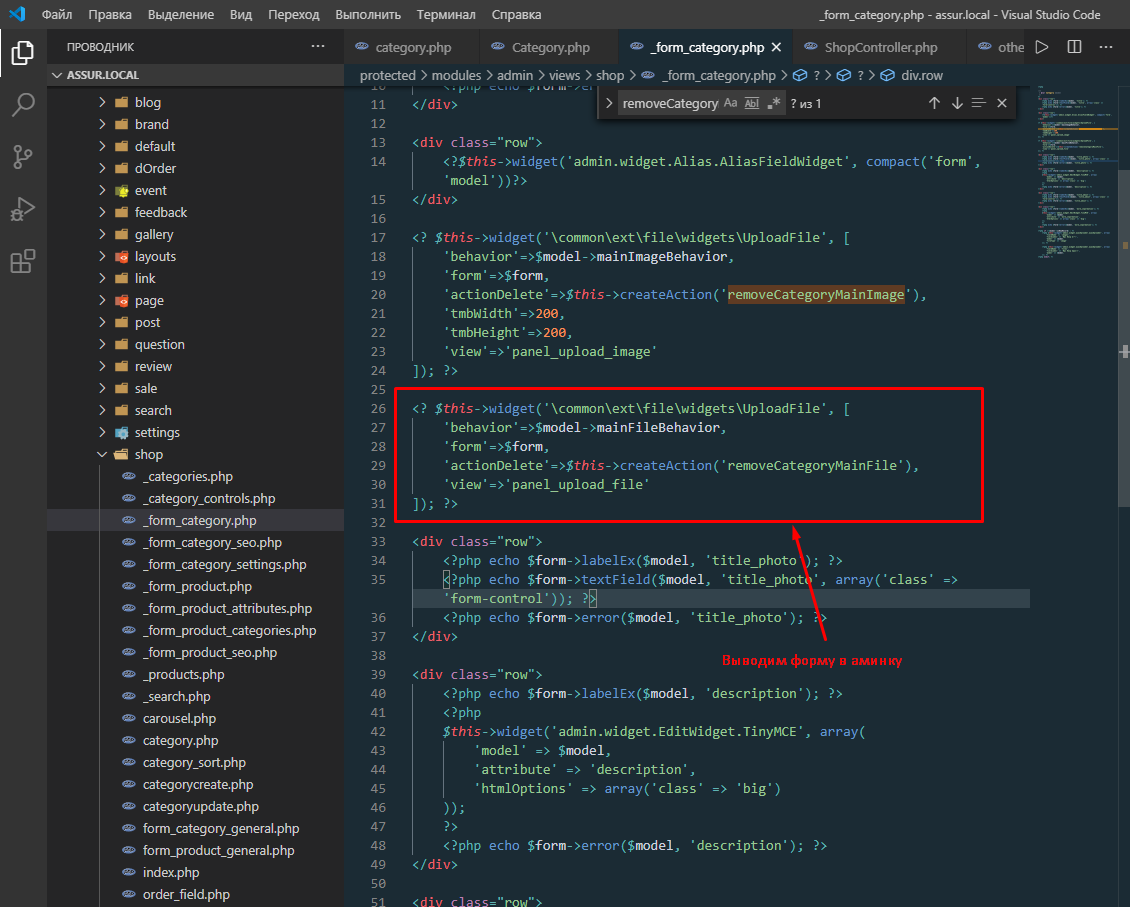 Файл Правка Выделение Вид Переход Выполнить Терминал Справка _form_category.php - assur.local - Visual Studio Code
ПРОВОДНИК ···
category.php Category.php _form_category.php × ShopController.php othe ···
ASSUR.LOCAL
protected > modules > admin > views > shop > _form_category.php > ? > ? > div.row
removeCategory Aa Abl .* ? из 1
blog
brand
default
dOrder
event
feedback
gallery
layouts
link
page
post
question
review
sale
search
settings
shop
_categories.php
_category_controls.php
_form_category.php
_form_category_seo.php
_form_category_settings.php
_form_product.php
_form_product_attributes.php
_form_product_categories.php
_form_product_seo.php
_products.php
_search.php
carousel.php
category.php
category_sort.php
categorycreate.php
categoryupdate.php
form_category_general.php
form_product_general.php
index.php
order_field.php
11 </div>
12
13 <div class="row">
14 <?$this->widget('admin.widget.Alias.AliasFieldWidget', compact('form',
'model'))?>
15 </div>
16
17 <? $this->widget('\common\ext\file\widgets\UploadFile', [
18 'behavior'=>$model->mainImageBehavior,
19 'form'=>$form,
20 'actionDelete'=>$this->createAction('removeCategoryMainImage'),
21 'tmbWidth'=>200,
22 'tmbHeight'=>200,
23 'view'=>'panel_upload_image'
24 ]); ?>
25
26 <? $this->widget('\common\ext\file\widgets\UploadFile', [
27 'behavior'=>$model->mainFileBehavior,
28 'form'=>$form,
29 'actionDelete'=>$this->createAction('removeCategoryMainFile'),
30 'view'=>'panel_upload_file'
31 ]); ?>
32
33 <div class="row">
34 <?php echo $form->labelEx($model, 'title_photo'); ?>
35 <?php echo $form->textField($model, 'title_photo', array('class' =>
'form-control')); ?>
36 <?php echo $form->error($model, 'title_photo'); ?>
37 </div>
38
Выводим форму в аминку
39 <div class="row">
40 <?php echo $form->labelEx($model, 'description'); ?>
41 <?php
42 $this->widget('admin.widget.EditWidget.TinyMCE', array(
43 'model' => $model,
44 'attribute' => 'description',
45 'htmlOptions' => array('class' => 'big')
46 ));
47 ?>
48 <?php echo $form->error($model, 'description'); ?>
49 </div>
50
51 <div class="row">